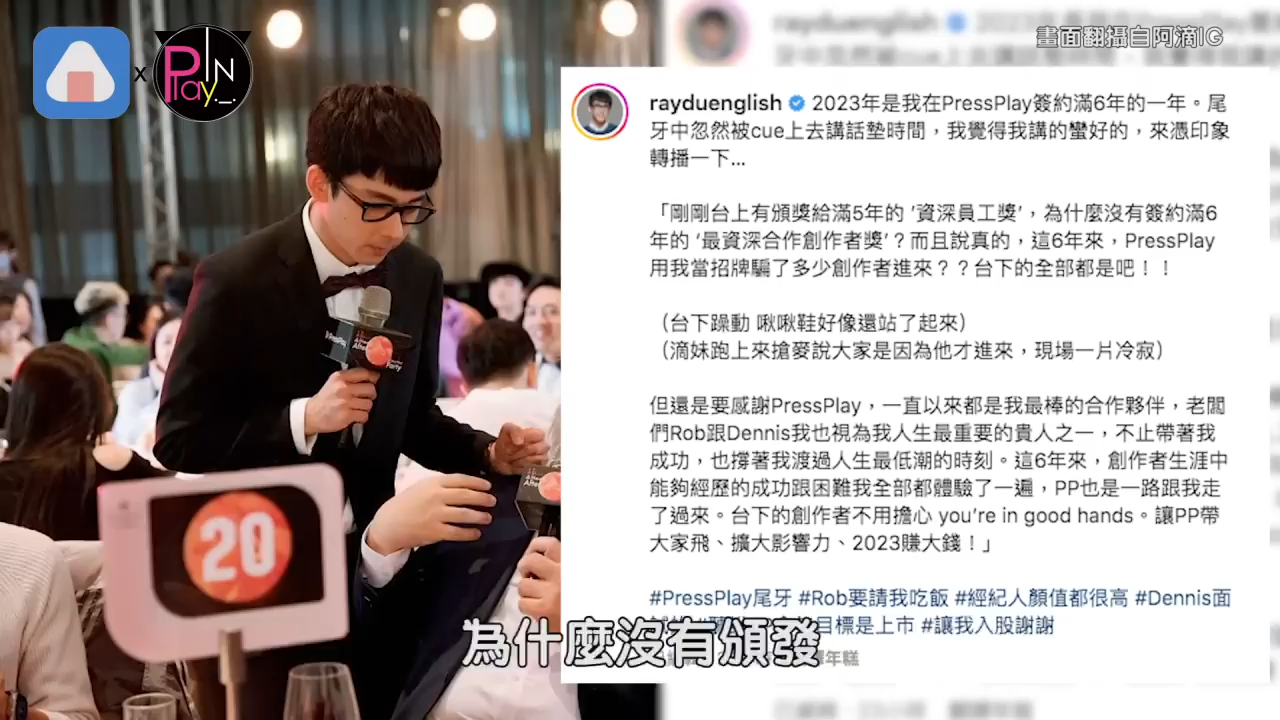 x
PlayIN
畫面翻攝自阿滴IG
rayduenglish 2023年是我在PressPlay簽約滿6年的一年。尾
牙中忽然被cue上去講話墊時間，我覺得我講的蠻好的，來憑印象
轉播一下...
「剛剛台上有頒獎給滿5年的 ‘資深員工獎’，為什麼沒有簽約滿6
年的 ‘最資深合作創作者獎’？而且說真的，這6年來，PressPlay
用我當招牌騙了多少創作者進來？？台下的全部都是吧！！
（台下躁動 啾啾鞋好像還站了起來）
（滴妹跑上來搶麥說大家是因為他才進來，現場一片冷寂）
但還是要感謝PressPlay，一直以來都是我最棒的合作夥伴，老闆
們Rob跟Dennis我也視為我人生最重要的貴人之一，不止帶著我
成功，也撐著我渡過人生最低潮的時刻。這6年來，創作者生涯中
能夠經歷的成功跟困難我全部都體驗了一遍，PP也是一路跟我走
了過來。台下的創作者不用擔心 you’re in good hands。讓PP帶
大家飛、擴大影響力、2023賺大錢！」
#PressPlay尾牙 #Rob要請我吃飯 #經紀人顏值都很高 #Dennis面
目標是上市 #讓我入股謝謝
年糕
20
為什麼沒有頒發